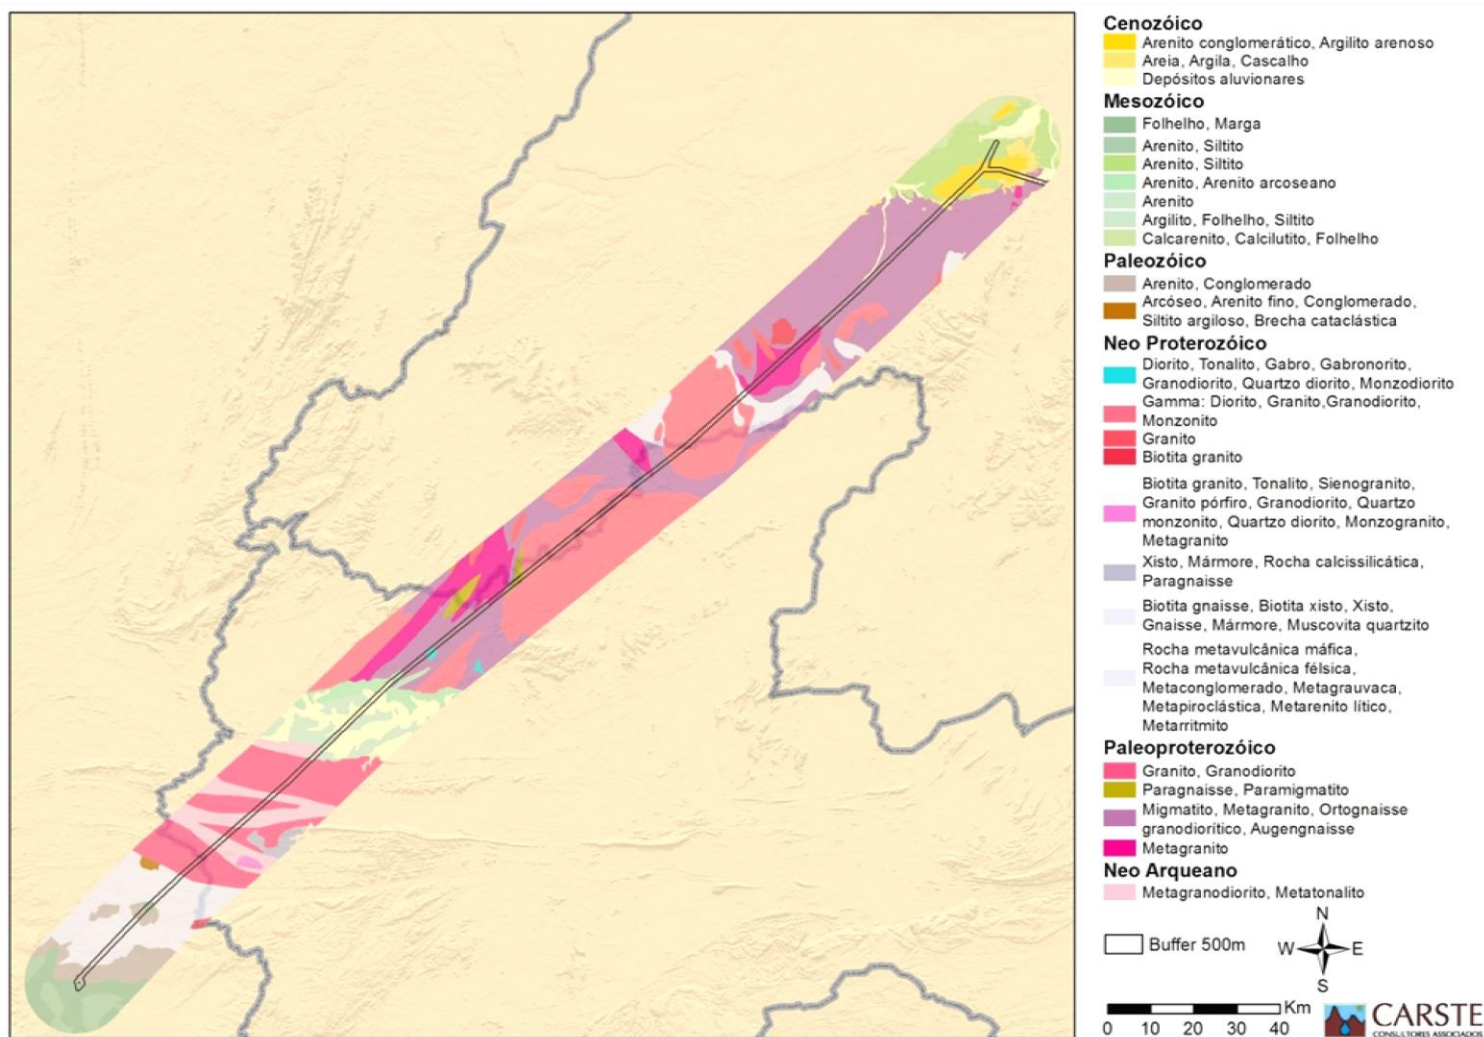 Cenozóico
Arenito conglomerático, Argilito arenoso
Areia, Argila, Cascalho
Depósitos aluvionares
Mesozóico
Folhelho, Marga
Arenito, Siltito
Arenito, Siltito
Arenito, Arenito arcoseano
Arenito
Argilito, Folhelho, Siltito
Calcarenito, Calcilutito, Folhelho
Paleozóico
Arenito, Conglomerado
Arcóseo, Arenito fino, Conglomerado,
Siltito argiloso, Brecha cataclástica
Neo Proterozóico
Diorito, Tonalito, Gabro, Gabronorito,
Granodiorito, Quartzo diorito, Monzodiorito
Gamma: Diorito, Granito,Granodiorito,
Monzonito
Granito
Biotita granito
Biotita granito, Tonalito, Sienogranito,
Granito pórfiro, Granodiorito, Quartzo
monzonito, Quartzo diorito, Monzogranito,
Metagranito
Xisto, Mármore, Rocha calcissilicática,
Paragnaisse
Biotita gnaisse, Biotita xisto, Xisto,
Gnaisse, Mármore, Muscovita quartzito
Rocha metavulcânica máfica,
Rocha metavulcânica félsica,
Metaconglomerado, Metagrauvaca,
Metapiroclástica, Metarenito lítico,
Metarritmito
Paleoproterozóico
Granito, Granodiorito
Paragnaisse, Paramigmatito
Migmatito, Metagranito, Ortognaisse
granodiorítico, Augengnaisse
Metagranito
Neo Arqueano
Metagranodiorito, Metatonalito
Buffer 500m
N
W E
S
Km
0 10 20 30 40
CARSTE
CONSULTORES ASSOCIADOS